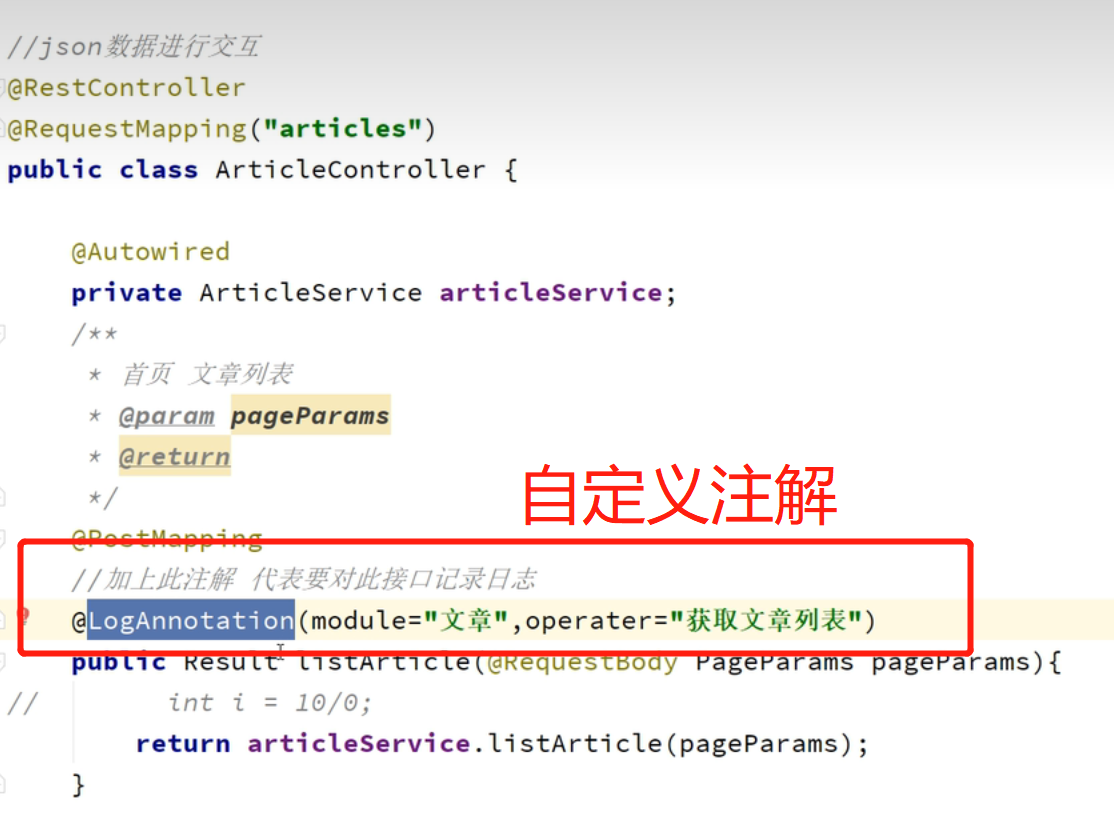 //json数据进行交互
@RestController
@RequestMapping("articles")
public class ArticleController {
@Autowired
private ArticleService articleService;
/**
* 首页 文章列表
* @param pageParams
* @return
*/
自定义注解
@PostMapping
//加上此注解 代表要对此接口记录日志
@LogAnnotation(module="文章",operater="获取文章列表")
public Result listArticle(@RequestBody PageParams pageParams){
// int i = 10/0;
return articleService.listArticle(pageParams);
}